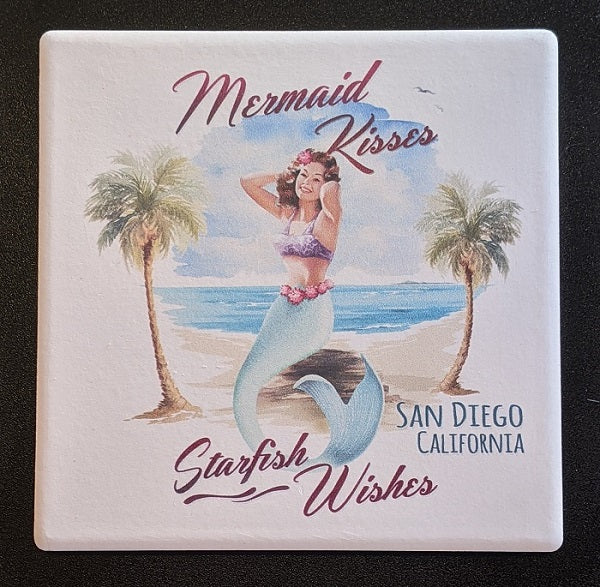 Mermaid
Kisses
San Diego
California
Starfish
Wishes